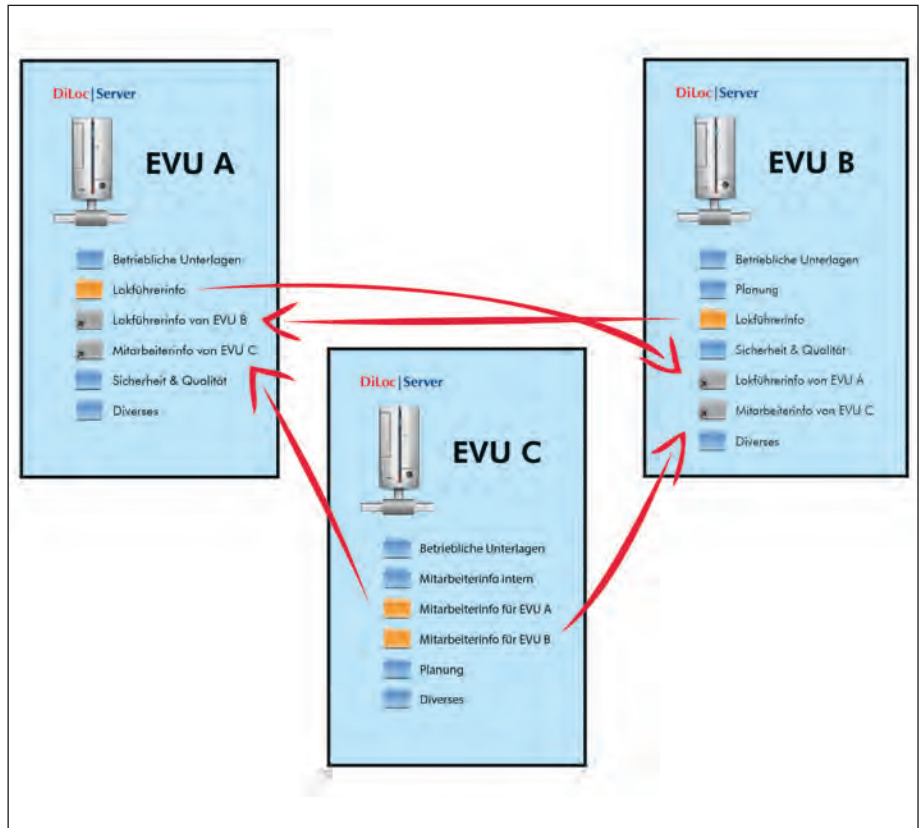 DiLoc|Server
EVU A
Betriebliche Unterlagen
Lokführerinfo
Lokführerinfo von EVU B
Mitarbeiterinfo von EVU C
Sicherheit & Qualität
Diverses
DiLoc|Server
EVU B
Betriebliche Unterlagen
Planung
Lokführerinfo
Sicherheit & Qualität
Lokführerinfo von EVU A
Mitarbeiterinfo von EVU C
Diverses
DiLoc|Server
EVU C
Betriebliche Unterlagen
Mitarbeiterinfo intern
Mitarbeiterinfo für EVU A
Mitarbeiterinfo für EVU B
Planung
Diverses